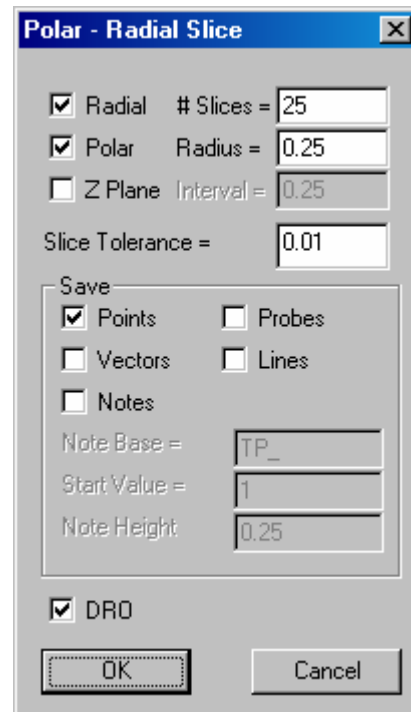 Polar - Radial Slice
Radial # Slices = 25
Polar Radius = 0.25
Z Plane Interval = 0.25
Slice Tolerance = 0.01
Save
Points Probes
Vectors Lines
Notes
Note Base = TP_
Start Value = 1
Note Height 0.25
DRO
OK Cancel